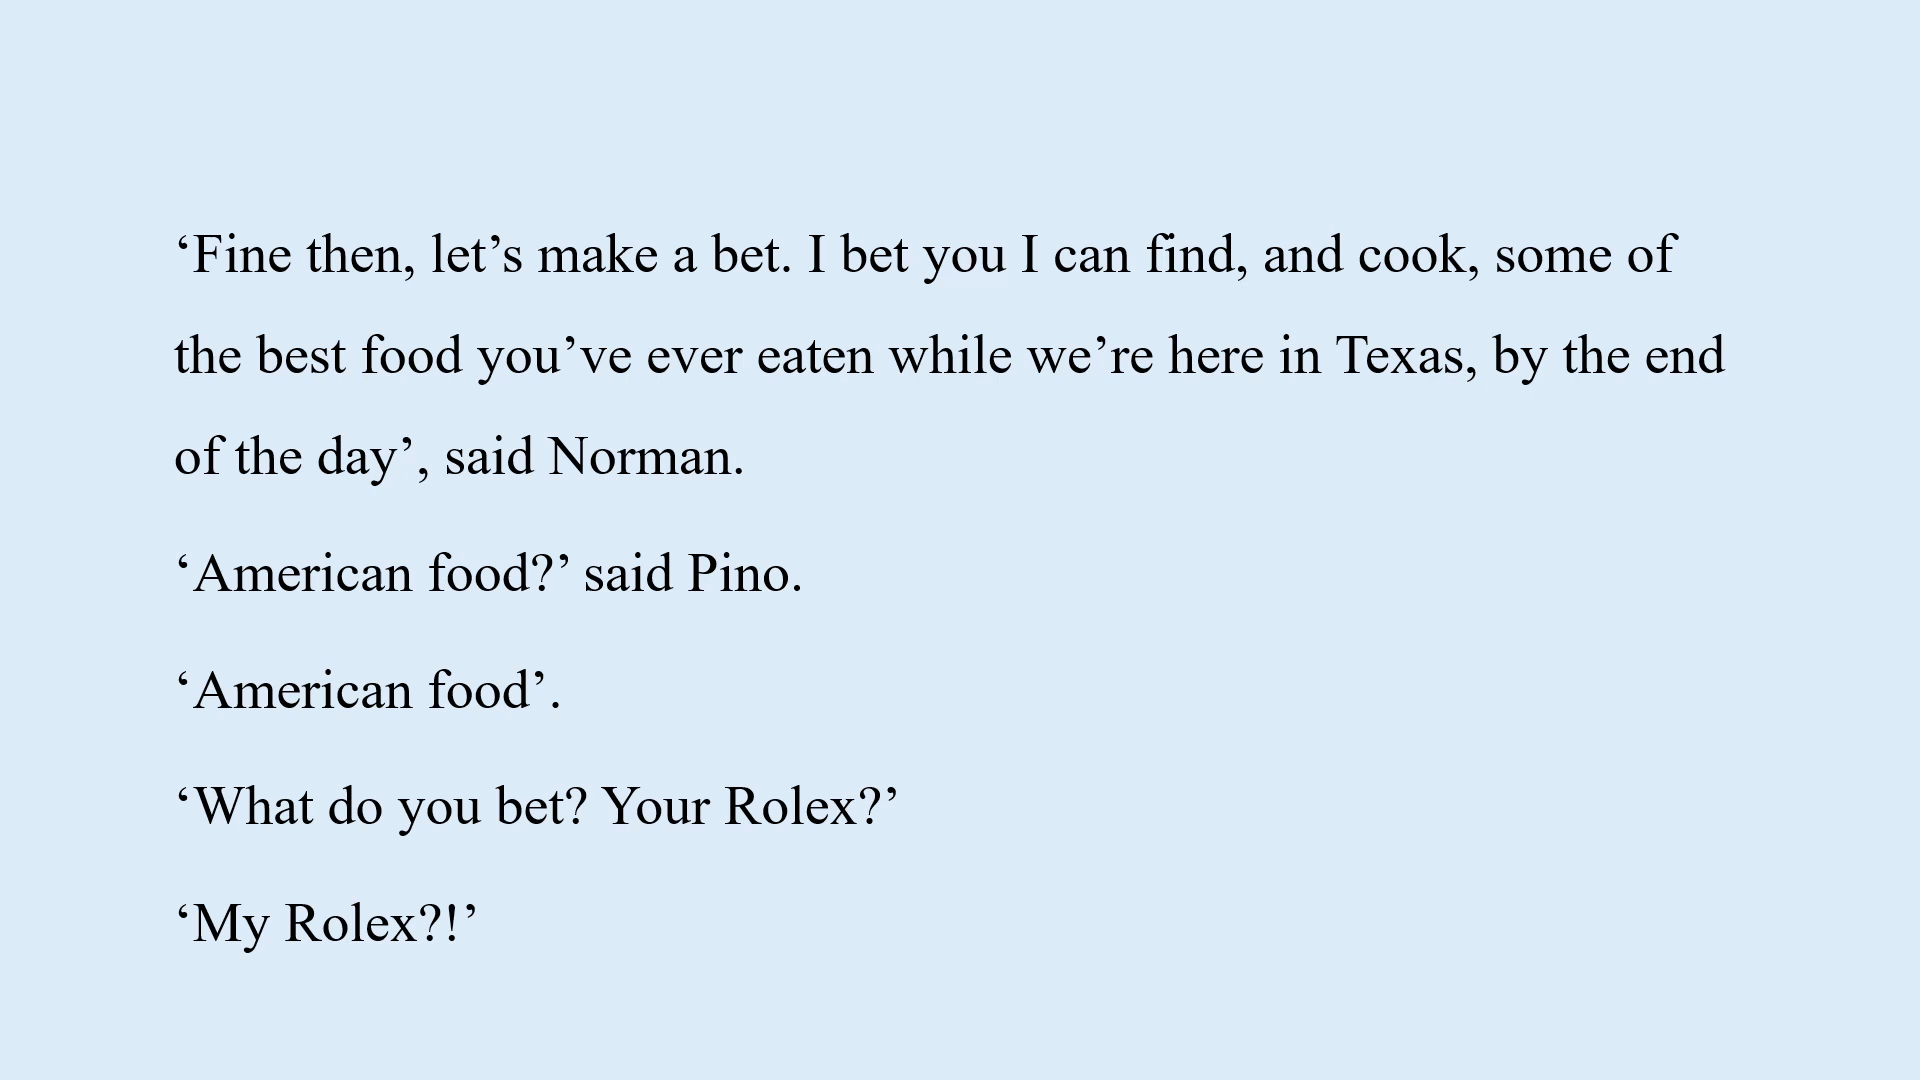 ‘Fine then, let’s make a bet. I bet you I can find, and cook, some of
the best food you’ve ever eaten while we’re here in Texas, by the end
of the day’, said Norman.
‘American food?’ said Pino.
‘American food’.
‘What do you bet? Your Rolex?’
‘My Rolex?!’